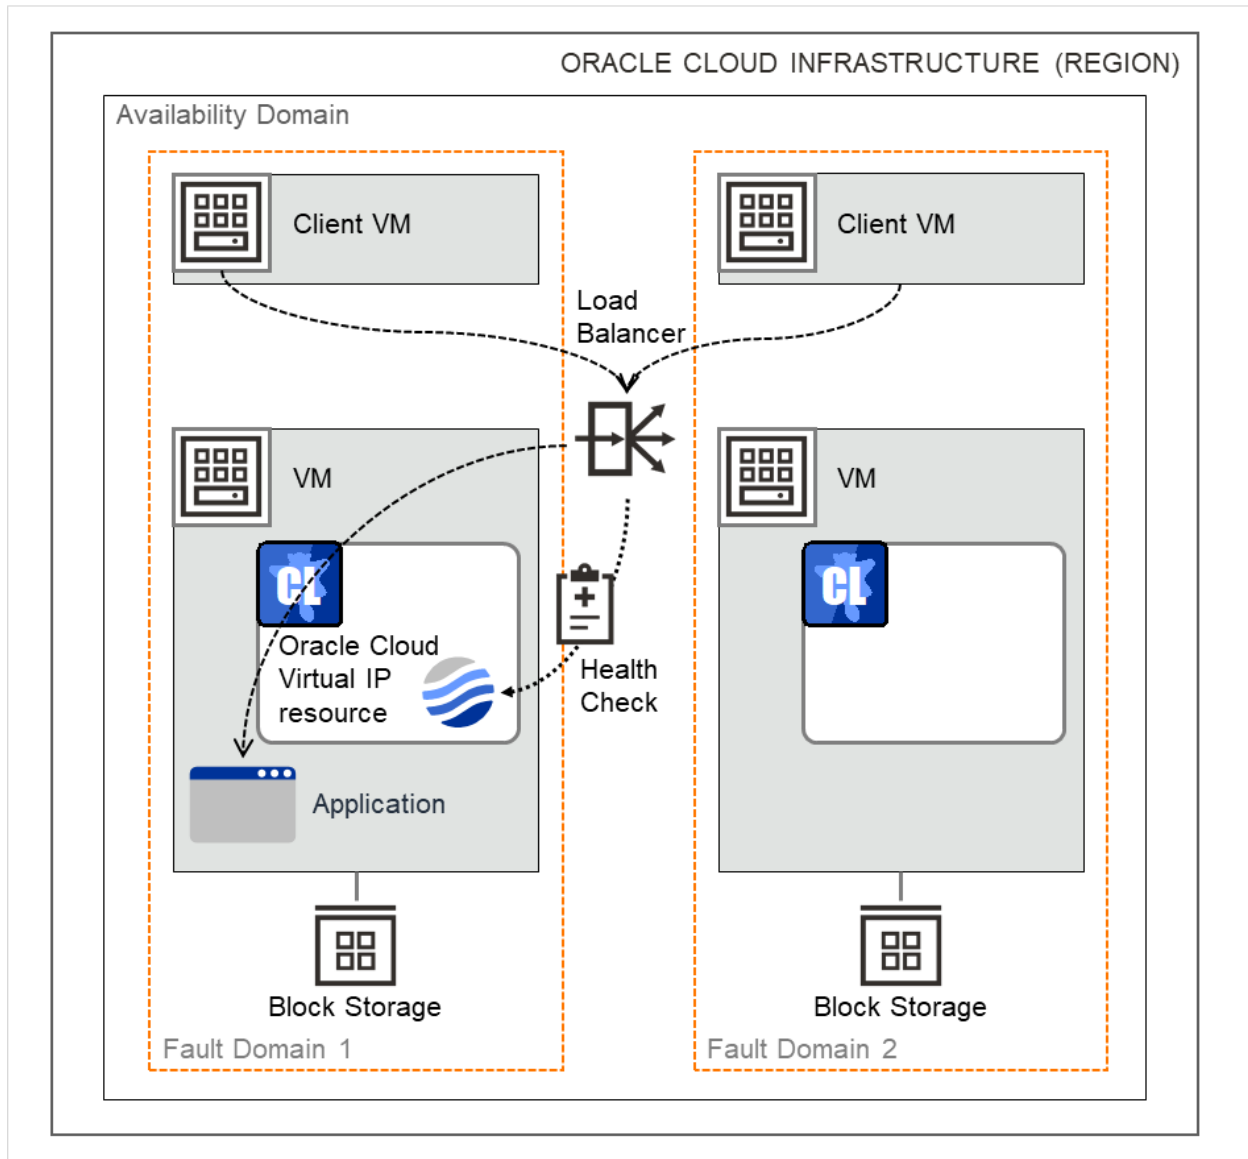 ORACLE CLOUD INFRASTRUCTURE (REGION)
Availability Domain
Client VM
Client VM
Load
Balancer
VM
VM
CL
CL
Oracle Cloud
Virtual IP
resource
Health
Check
Application
Block Storage
Block Storage
Fault Domain 1
Fault Domain 2